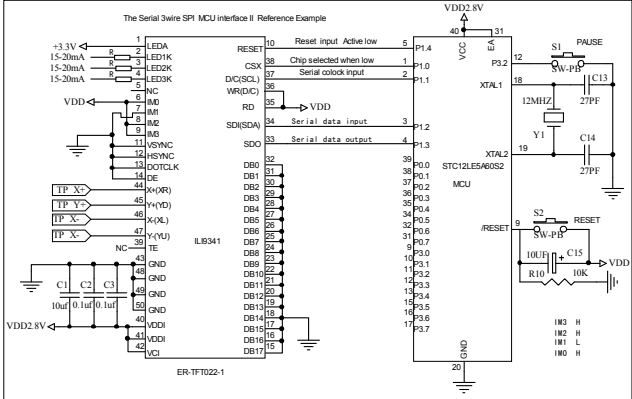 The Serial 3wire SPI MCU interface II Reference Example
VDD2.8V
+3.3V 1 LEDA
15-20mA R 2 LED1K
15-20mA R 3 LED2K
15-20mA R 4 LED3K
5 NC
VDD 6 IM0
7 IM1
8 IM2
9 IM3
11 VSYNC
12 HSYNC
13 DOTCLK
14 DE
TP X+ 44 X+(XR)
TP Y+ 45 Y+(YD)
TP X- 46 X-(XL)
TP X- 47 Y-(YU)
NC 39 TE
43 GND
48 GND
49 GND
50 GND
40 VDDI
41 VDDI
42 VCI
C1 C2 C3
10uf 0.1uf 0.1uf
VDD2.8V
ILI9341
ER-TFT022-1
RESET 10 Reset input Active low 5 P1.4
CSX 38 Chip selected when low 1 P1.0
D/C(SCL) 37 Serial colock input 2 P1.1
WR(D/C) 36
RD 35 VDD
SDI(SDA) 34 Serial data input 3 P1.2
SDO 33 Serial data output 4 P1.3
DB0 32
DB1 31
DB2 30
DB3 29
DB4 28
DB5 27
DB6 26
DB7 25
DB8 24
DB9 23
DB10 22
DB11 21
DB12 20
DB13 19
DB14 18
DB15 17
DB16 16
DB17 15
39 P0.0
38 P0.1
37 P0.2
36 P0.3
35 P0.4
34 P0.5
33 P0.6
P0.7
P3.0
10 P3.1
11 P3.2
12 P3.3
13 P3.4
14 P3.5
15 P3.6
17 P3.7
40 VCC
31 EA
STC12LE5A60S2
MCU
GND
20
P3.2 12
S1 PAUSE
SW-PB
XTAL1 18
C13
27PF
12MHZ
Y1
XTAL2 19
C14
27PF
/RESET 9
S2 RESET
SW-PB
10UF + C15
VDD
R10 10K
IM3 H
IM2 H
IM1 L
IM0 H